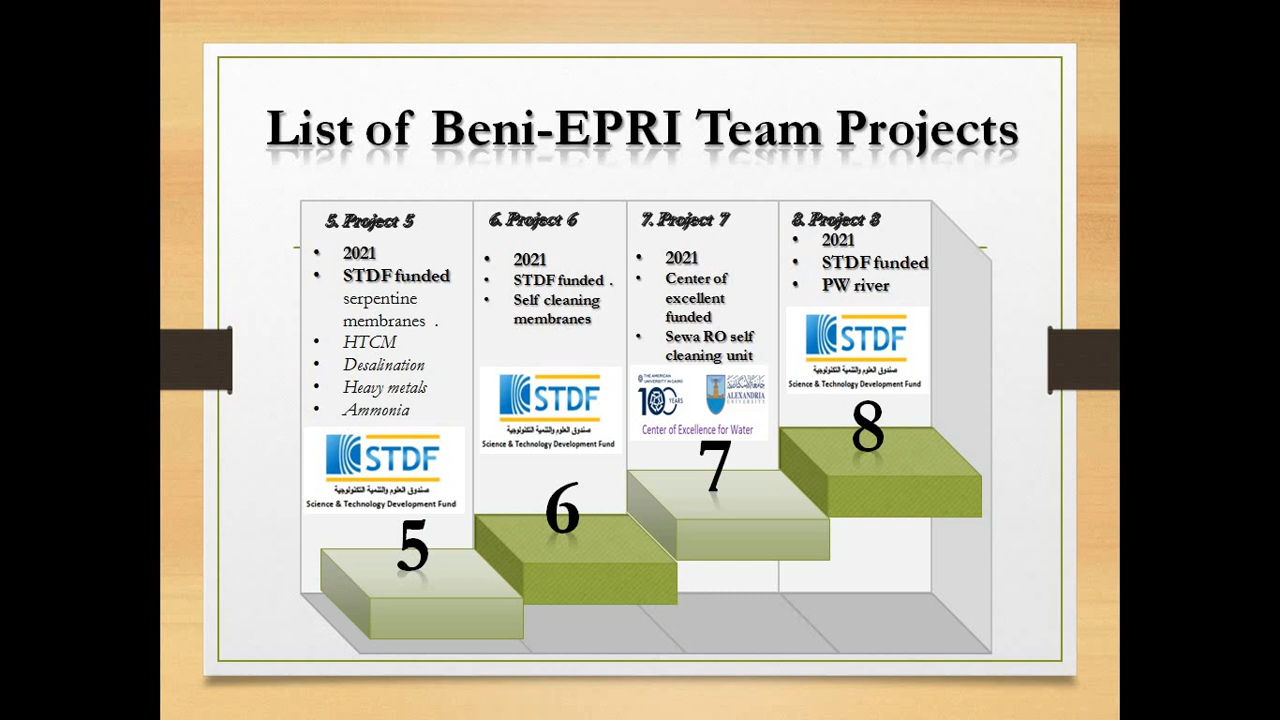 List of Beni-EPRI Team Projects
5. Project 5
• 2021
• STDF funded
serpentine
membranes .
• HTCM
• Desalination
• Heavy metals
• Ammonia
STDF
صندوق العلوم والتنمية التكنولوجية
Science & Technology Development Fund
5
6. Project 6
• 2021
• STDF funded .
• Self cleaning
membranes
STDF
صندوق العلوم والتنمية التكنولوجية
Science & Technology Development Fund
6
7. Project 7
• 2021
• Center of
excellent
funded
• Sewa RO self
cleaning unit
THE AMERICAN
UNIVERSITY IN CAIRO
100 YEARS
جامعة الإسكندرية
ALEXANDRIA
UNIVERSITY
Center of Excellence for Water
7
8. Project 8
• 2021
• STDF funded
• PW river
STDF
صندوق العلوم والتنمية التكنولوجية
Science & Technology Development Fund
8